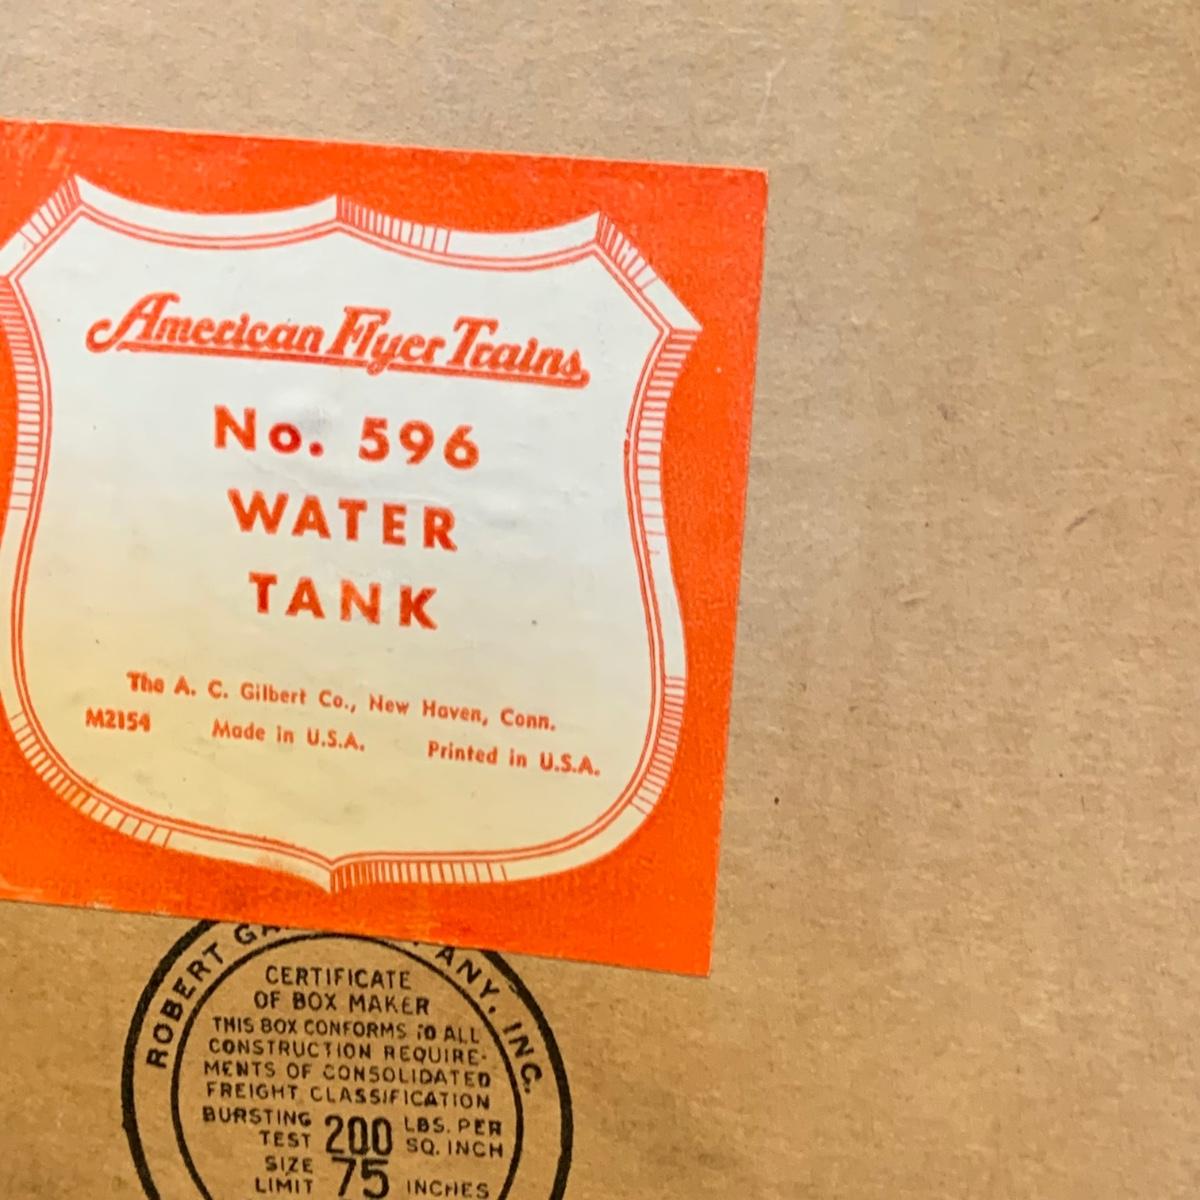 American Flyer Trains
No. 596
WATER
TANK
The A. C. Gilbert Co., New Haven, Conn.
M2154 Made in U.S.A. Printed in U.S.A.
ROBERT INC.
CERTIFICATE
OF BOX MAKER
THIS BOX CONFORMS TO ALL
CONSTRUCTION REQUIRE-
MENTS OF CONSOLIDATED
FREIGHT CLASSIFICATION
BURSTING TEST 200 LBS. PER SQ. INCH
SIZE LIMIT 75 INCHES